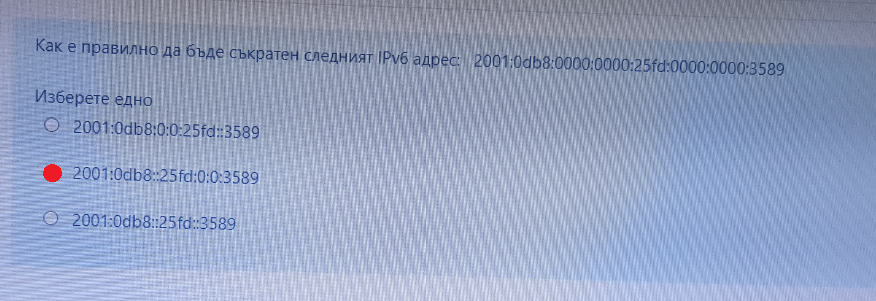 Как е правилно да бъде съкратен следният IPv6 адрес: 2001:0db8:0000:0000:25fd:0000:0000:3589
Изберете едно
2001:0db8:0:0:25fd::3589
2001:0db8::25fd:0:0:3589
2001:0db8::25fd::3589